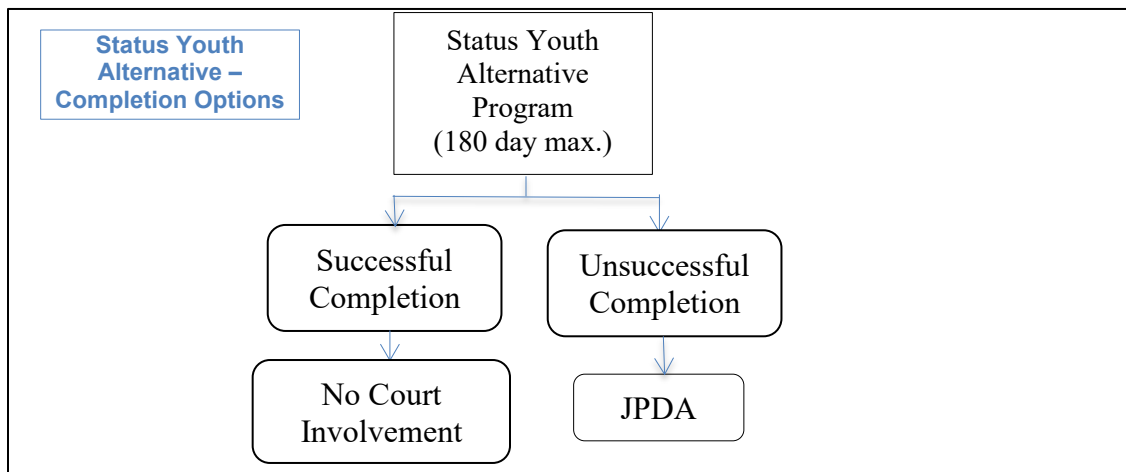 Status Youth
Alternative –
Completion Options
Status Youth
Alternative
Program
(180 day max.)
Successful
Completion
Unsuccessful
Completion
No Court
Involvement
JPDA